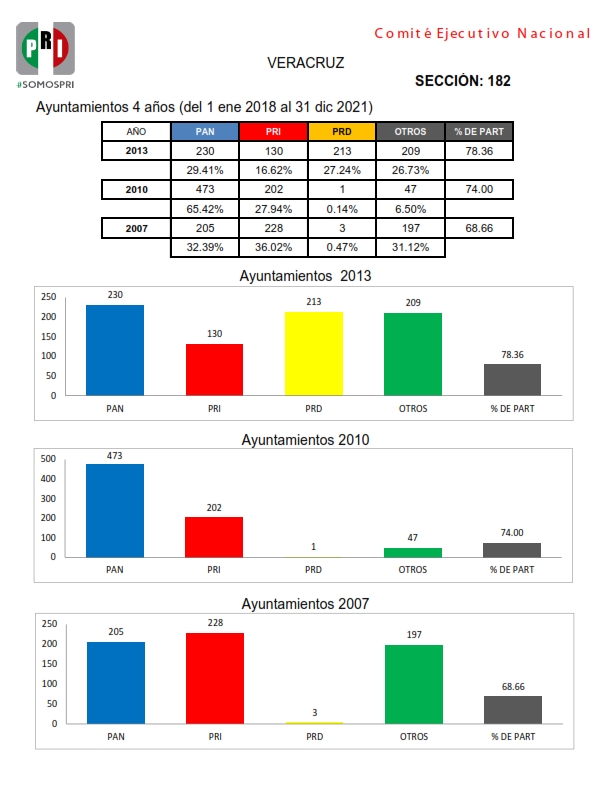 Comité Ejecutivo Nacional
PRI
#SOMOSPRI
VERACRUZ
SECCIÓN: 182
Ayuntamientos 4 años (del 1 ene 2018 al 31 dic 2021)
AÑO PAN PRI PRD OTROS % DE PART
2013 230 130 213 209 78.36
29.41% 16.62% 27.24% 26.73%
2010 473 202 1 47 74.00
65.42% 27.94% 0.14% 6.50%
2007 205 228 3 197 68.66
32.39% 36.02% 0.47% 31.12%
Ayuntamientos 2013
250
200
150
100
50
0
230 130 213 209 78.36
PAN PRI PRD OTROS % DE PART
Ayuntamientos 2010
500
400
300
200
100
0
473 202 1 47 74.00
PAN PRI PRD OTROS % DE PART
Ayuntamientos 2007
250
200
150
100
50
0
205 228 3 197 68.66
PAN PRI PRD OTROS % DE PART